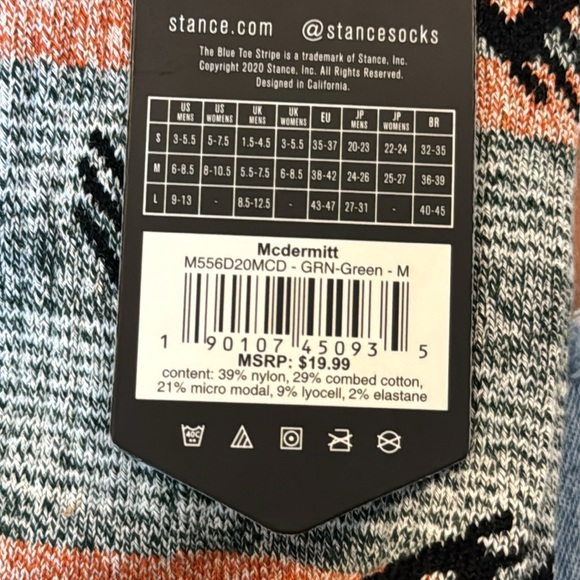 stance.com @stancesocks
The Blue Toe Stripe is a trademark of Stance, Inc.
Copyright 2020 Stance, Inc. All Rights Reserved.
Designed in California.
US MENS US WOMENS UK MENS UK WOMENS EU JP MENS JP WOMENS BR
S 3-5.5 5-7.5 1.5-4.5 3-5.5 35-37 20-23 22-24 32-35
M 6-8.5 8-10.5 5.5-7.5 6-8.5 38-42 24-26 25-27 36-39
L 9-13 - 8.5-12.5 - 43-47 27-31 - 40-45
Mcdermitt
M556D20MCD - GRN-Green - M
1 90107 45093 5
MSRP: $19.99
content: 39% nylon, 29% combed cotton,
21% micro modal, 9% lyocell, 2% elastane
40C